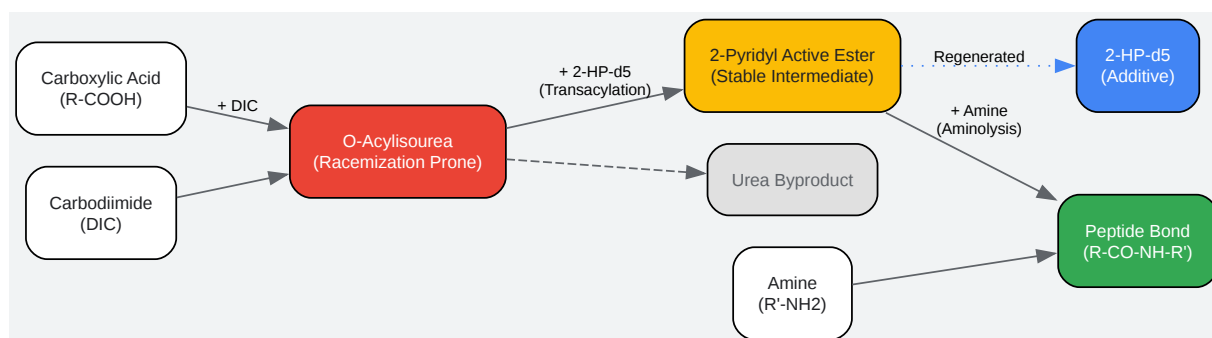 Carboxylic Acid
(R-COOH)
+ DIC
Carbodiimide
(DIC)
O-Acylisourea
(Racemization Prone)
+ 2-HP-d5
(Transacylation)
2-Pyridyl Active Ester
(Stable Intermediate)
Regenerated
2-HP-d5
(Additive)
+ Amine
(Aminolysis)
Urea Byproduct
Amine
(R'-NH2)
Peptide Bond
(R-CO-NH-R')